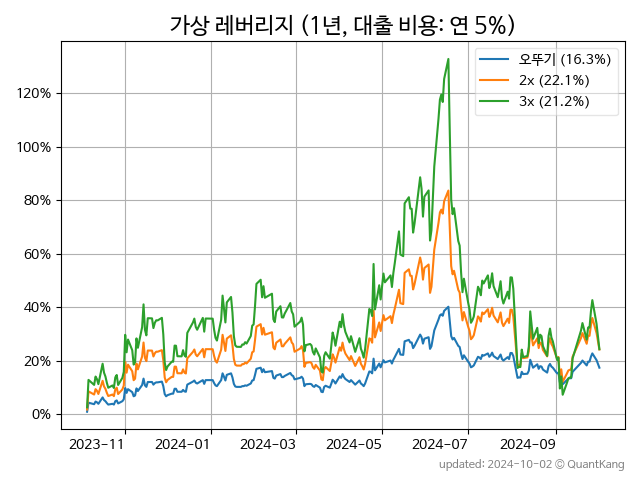 가상 레버리지 (1년, 대출 비용: 연 5%)
오뚜기 (16.3%)
2x (22.1%)
3x (21.2%)
120%
100%
80%
60%
40%
20%
0%
2023-11 2024-01 2024-03 2024-05 2024-07 2024-09
updated: 2024-10-02 © QuantKang